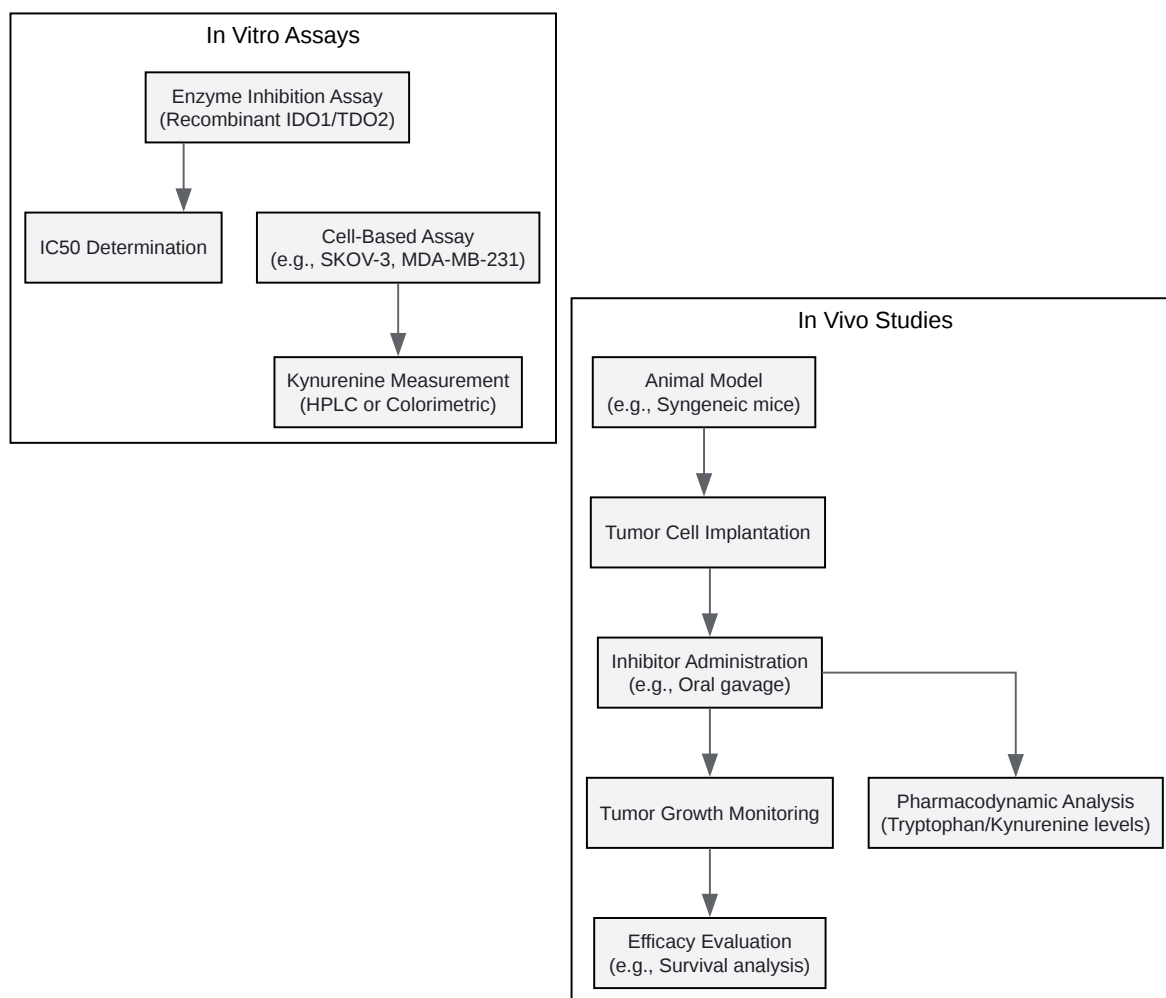 In Vitro Assays
Enzyme Inhibition Assay
(Recombinant IDO1/TDO2)
IC50 Determination
Cell-Based Assay
(e.g., SKOV-3, MDA-MB-231)
Kynurenine Measurement
(HPLC or Colorimetric)
In Vivo Studies
Animal Model
(e.g., Syngeneic mice)
Tumor Cell Implantation
Inhibitor Administration
(e.g., Oral gavage)
Tumor Growth Monitoring
Pharmacodynamic Analysis
(Tryptophan/Kynurenine levels)
Efficacy Evaluation
(e.g., Survival analysis)